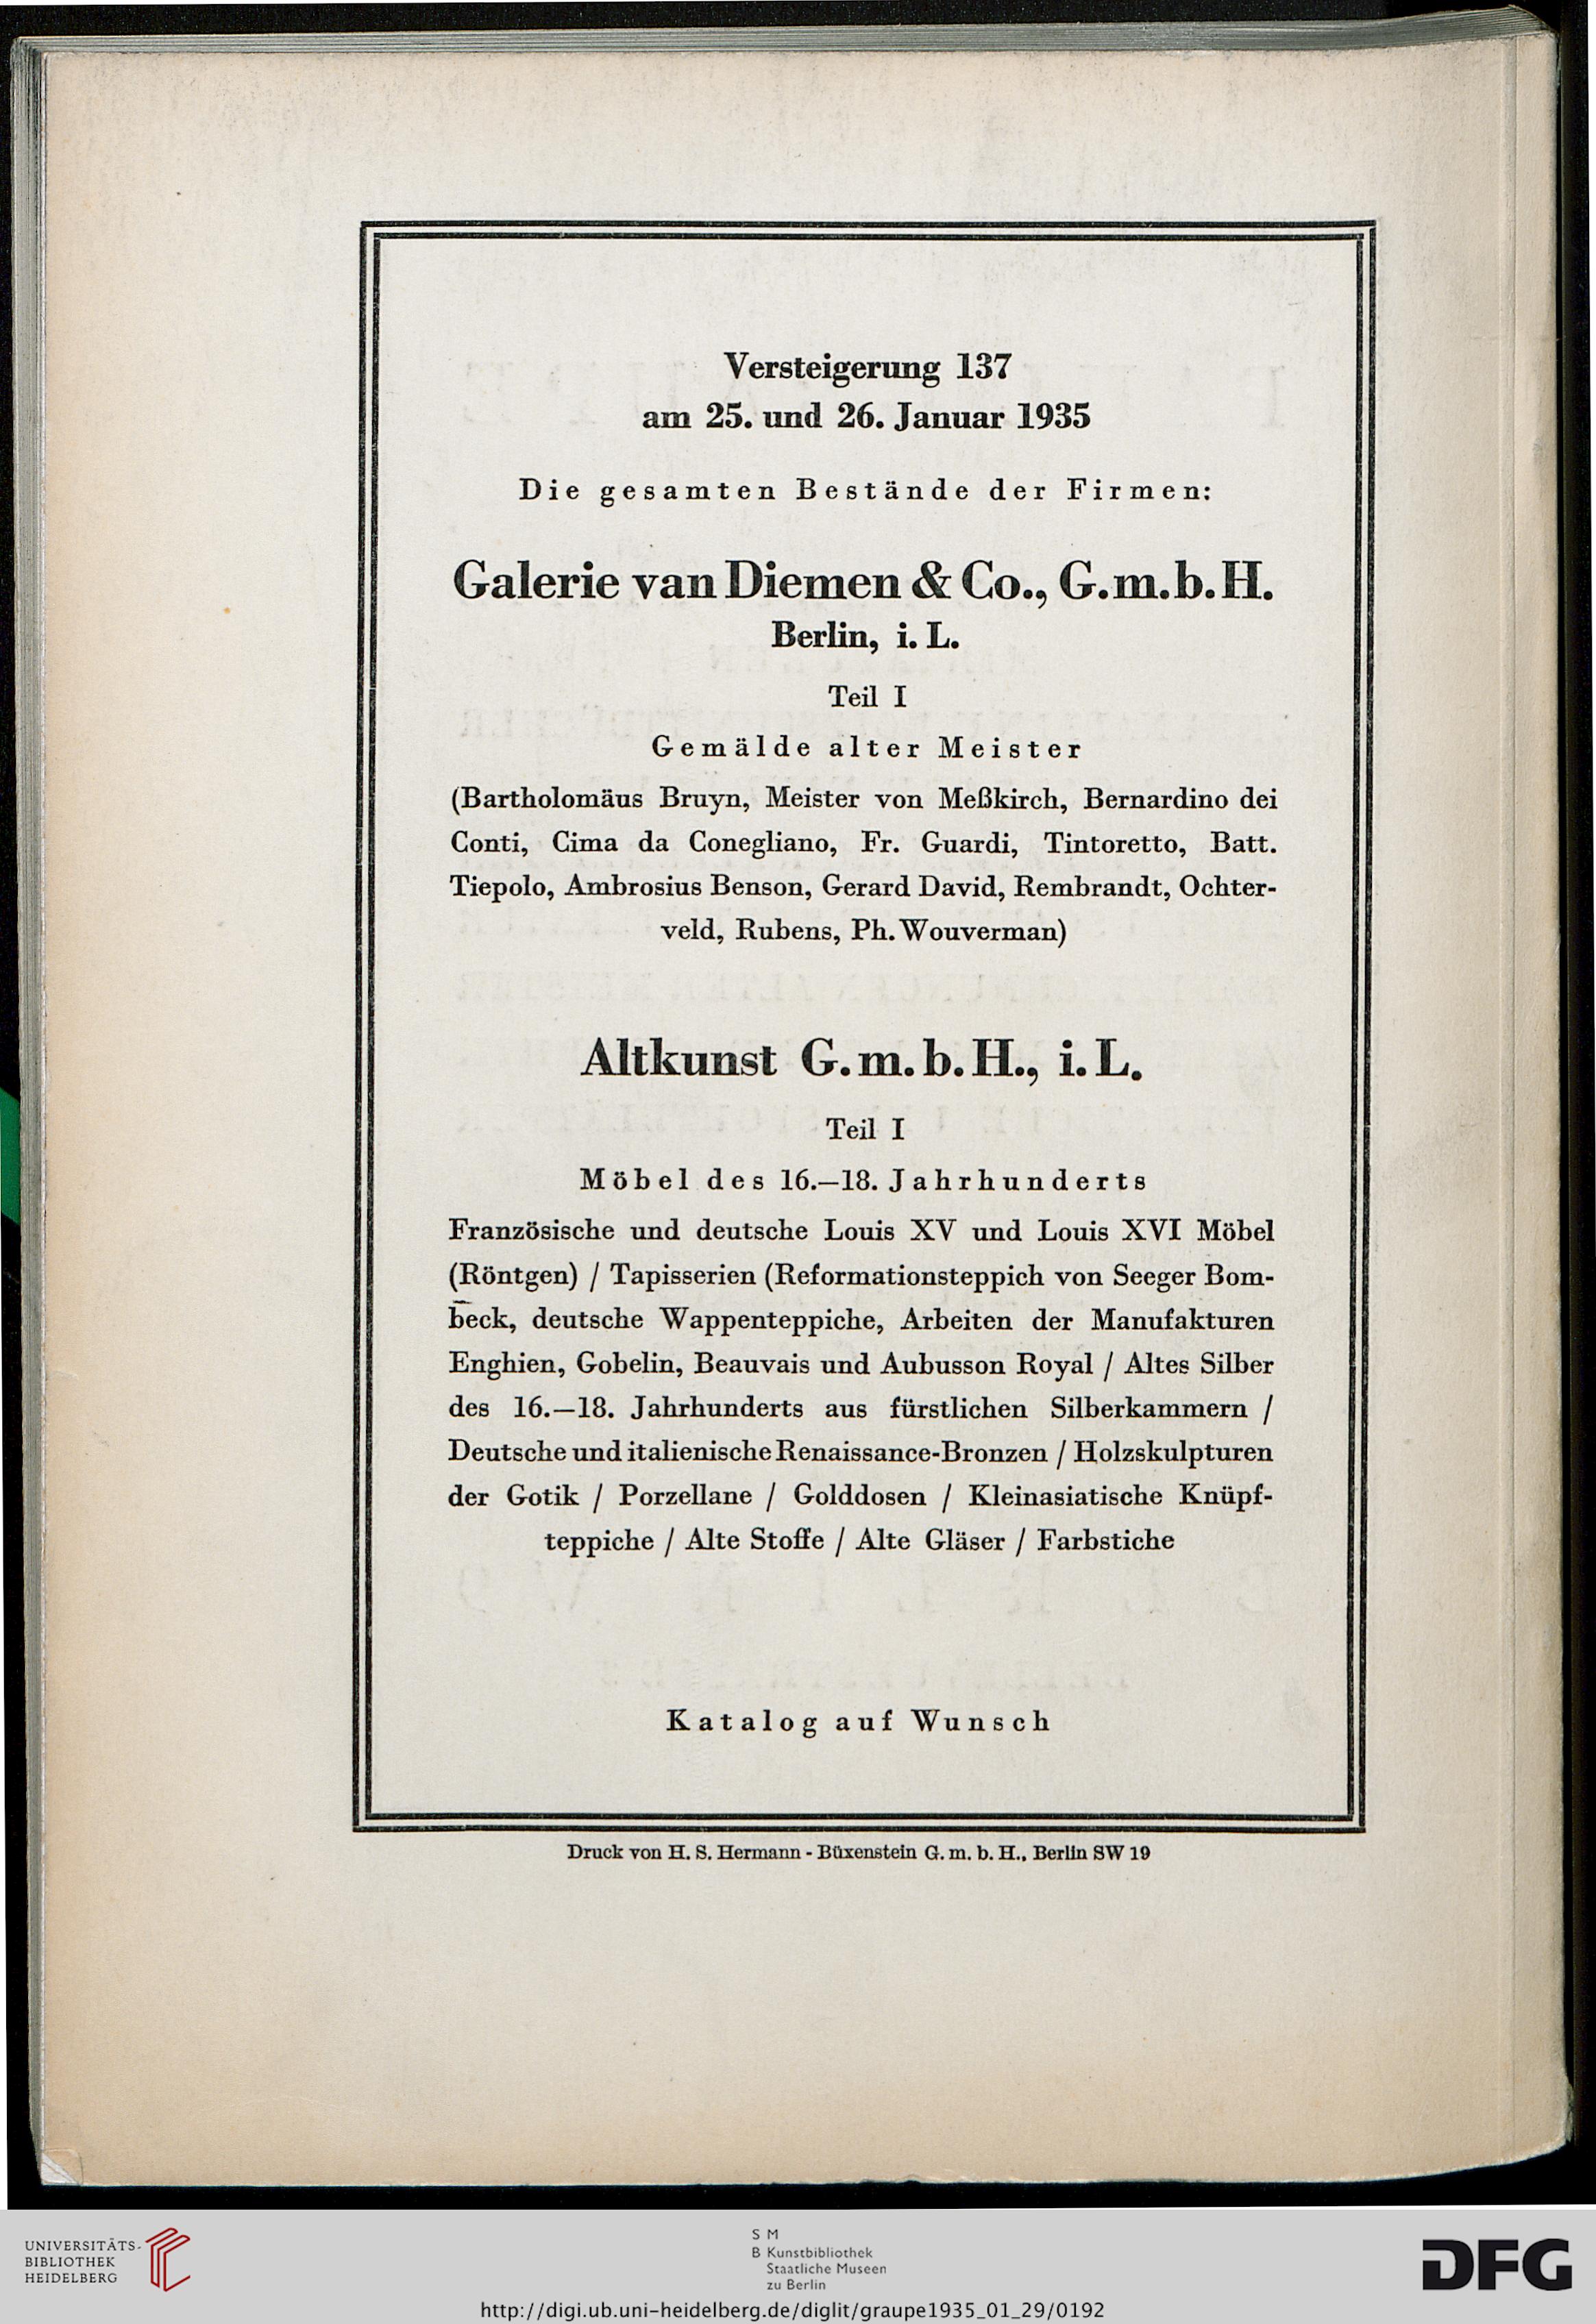 Versteigerung 137
am 25. und 26. Januar 1935
Die gesamten Bestände der Firmen:
Galerie van Diemen & Co., G.m.b.H.
Berlin, i. L.
Teil I
Gemälde alter Meister
(Bartholomäus Bruyn, Meister von Meßkirch, Bernardino dei
Conti, Cima da Conegliano, Fr. Guardi, Tintoretto, Batt.
Tiepolo, Ambrosius Benson, Gerard David, Rembrandt, Ochter-
veld, Rubens, Ph. Wouverman)
Altkunst G.m.b.H., i.L.
Teil I
Möbel des 16.—18. Jahrhunderts
Französische und deutsche Louis XV und Louis XVI Möbel
(Röntgen) / Tapisserien (Reformationsteppich von Seeger Bom-
beck, deutsche Wappenteppiche, Arbeiten der Manufakturen
Enghien, Gobelin, Beauvais und Aubusson Royal / Altes Silber
des 16.—18. Jahrhunderts aus fürstlichen Silberkammern /
Deutsche und italienische Renaissance-Bronzen / Holzskulpturen
der Gotik / Porzellane / Golddosen / Kleinasiatische Knüpf-
teppiche / Alte Stoffe / Alte Gläser / Farbstiche
Katalog auf Wunsch
Druck von H. S. Hermann - Büxenstein G. m. b. H., Berlin SW 19
UNIVERSITÄTS-
BIBLIOTHEK
HEIDELBERG
S M
B Kunstbibliothek
Staatliche Museen
zu Berlin
DFG
http://digi.ub.uni-heidelberg.de/diglit/graupe1935_01_29/0192